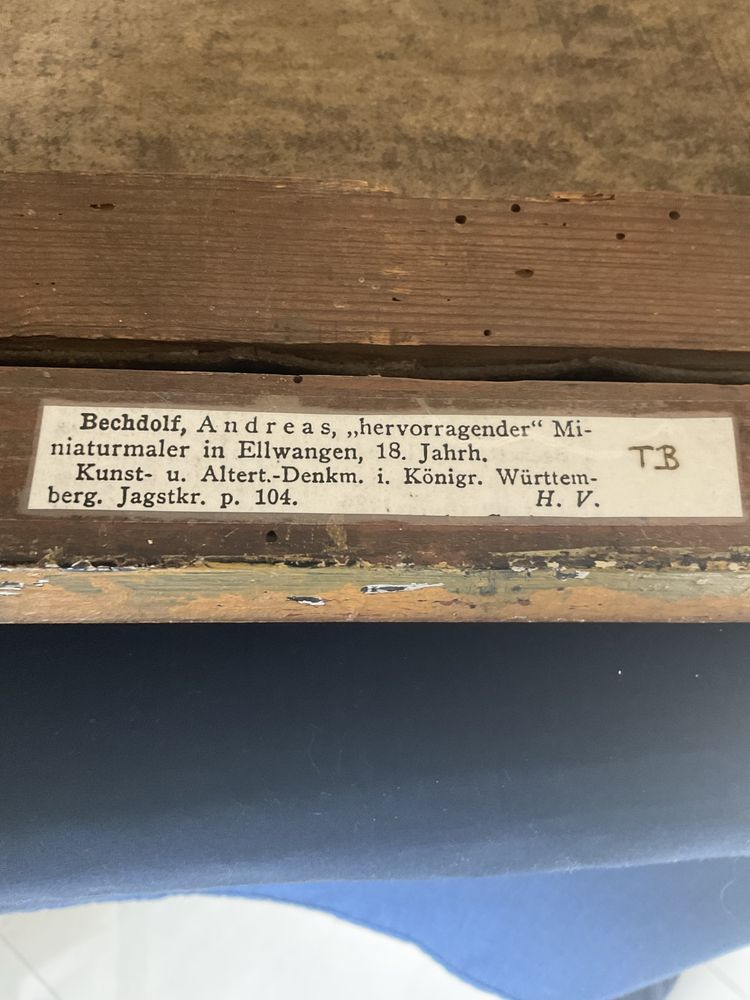 Bechdolf, Andreas, „hervorragender“ Mi-
niaturmaler in Ellwangen, 18. Jahrh.
Kunst- u. Altert.-Denkm. i. Königr. Württem-
berg. Jagstkr. p. 104. H. V.
TB